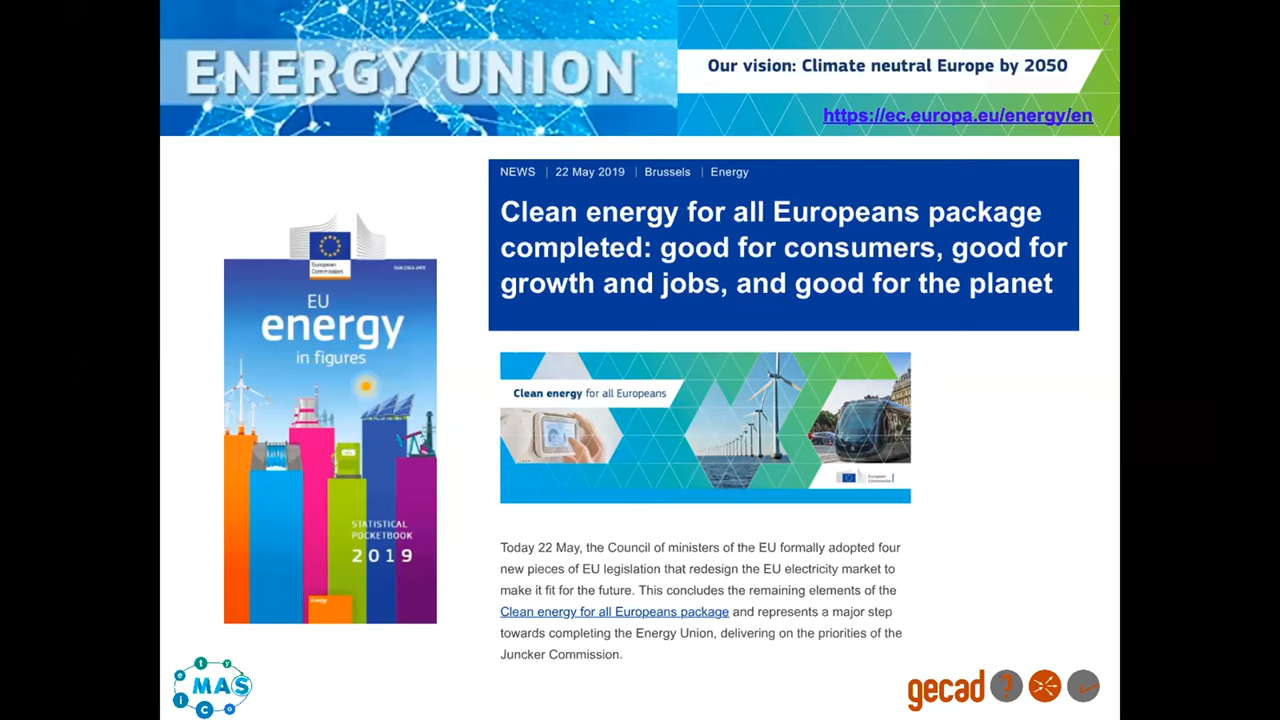 2
ENERGY UNION
Our vision: Climate neutral Europe by 2050
https://ec.europa.eu/energy/en
NEWS | 22 May 2019 | Brussels | Energy
Clean energy for all Europeans package
completed: good for consumers, good for
growth and jobs, and good for the planet
European
Commission
EU
energy
in figures
STATISTICAL
POCKETBOOK
2019
Energy
Clean energy for all Europeans
European
Commission
Today 22 May, the Council of ministers of the EU formally adopted four
new pieces of EU legislation that redesign the EU electricity market to
make it fit for the future. This concludes the remaining elements of the
Clean energy for all Europeans package and represents a major step
towards completing the Energy Union, delivering on the priorities of the
Juncker Commission.
MAS
gecad